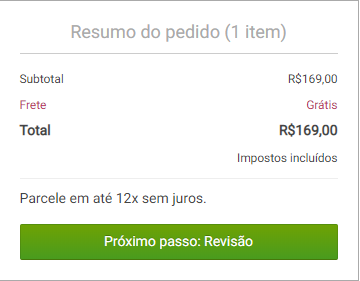 Resumo do pedido (1 item)
Subtotal R$169,00
Frete Grátis
Total R$169,00
Impostos incluídos
Parcele em até 12x sem juros.
Próximo passo: Revisão